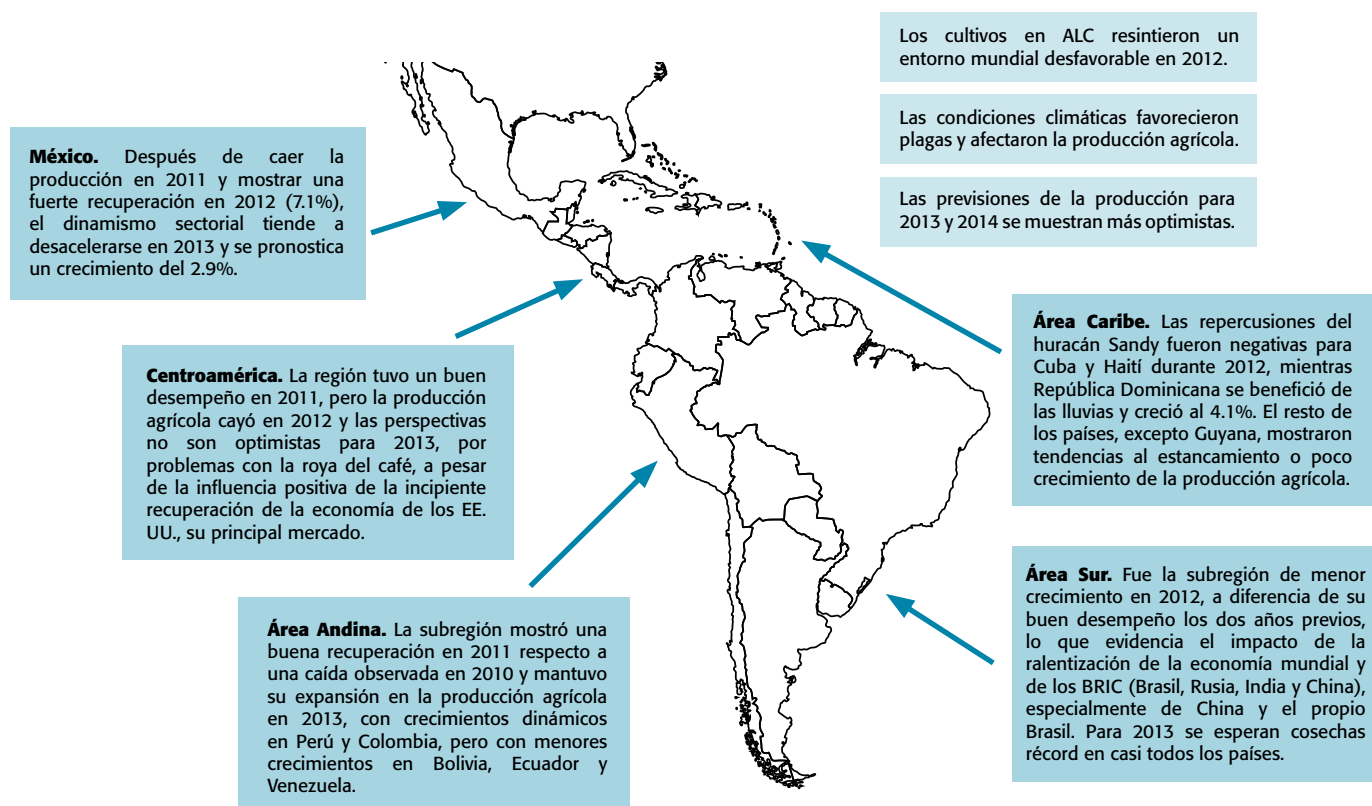 Los cultivos en ALC resintieron un
entorno mundial desfavorable en 2012.
Las condiciones climáticas favorecieron
plagas y afectaron la producción agrícola.
Las previsiones de la producción para
2013 y 2014 se muestran más optimistas.
México. Después de caer la
producción en 2011 y mostrar una
fuerte recuperación en 2012 (7.1%),
el dinamismo sectorial tiende a
desacelerarse en 2013 y se pronostica
un crecimiento del 2.9%.
Centroamérica. La región tuvo un buen
desempeño en 2011, pero la producción
agrícola cayó en 2012 y las perspectivas
no son optimistas para 2013, por
problemas con la roya del café, a pesar
de la influencia positiva de la incipiente
recuperación de la economía de los EE.
UU., su principal mercado.
Área Andina. La subregión mostró una
buena recuperación en 2011 respecto a
una caída observada en 2010 y mantuvo
su expansión en la producción agrícola
en 2013, con crecimientos dinámicos
en Perú y Colombia, pero con menores
crecimientos en Bolivia, Ecuador y
Venezuela.
Área Caribe. Las repercusiones del
huracán Sandy fueron negativas para
Cuba y Haití durante 2012, mientras
República Dominicana se benefició de
las lluvias y creció al 4.1%. El resto de
los países, excepto Guyana, mostraron
tendencias al estancamiento o poco
crecimiento de la producción agrícola.
Área Sur. Fue la subregión de menor
crecimiento en 2012, a diferencia de su
buen desempeño los dos años previos,
lo que evidencia el impacto de la
ralentización de la economía mundial y
de los BRIC (Brasil, Rusia, India y China),
especialmente de China y el propio
Brasil. Para 2013 se esperan cosechas
récord en casi todos los países.